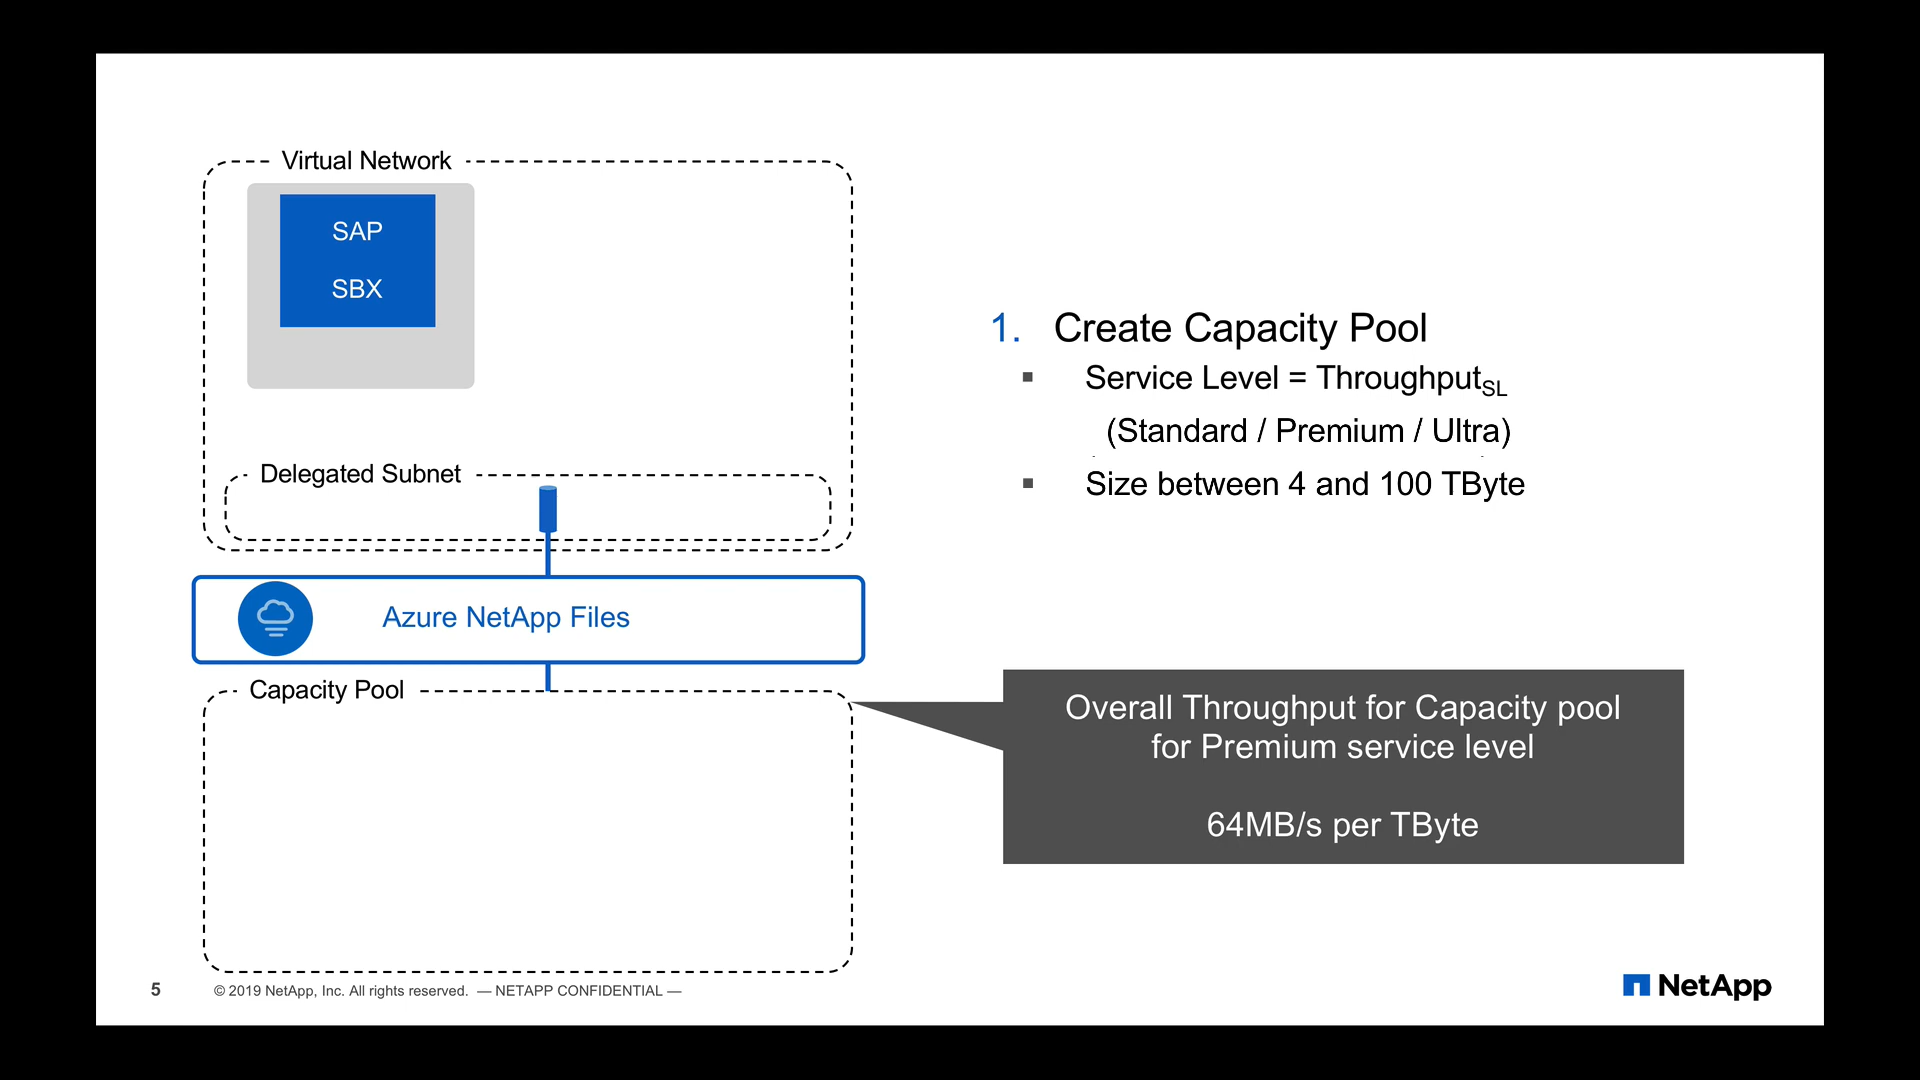 Virtual Network
SAP
SBX
Delegated Subnet
Azure NetApp Files
Capacity Pool
1. Create Capacity Pool
▪ Service Level = ThroughputSL
(Standard / Premium / Ultra)
▪ Size between 4 and 100 TByte
Overall Throughput for Capacity pool
for Premium service level
64MB/s per TByte
5 © 2019 NetApp, Inc. All rights reserved. — NETAPP CONFIDENTIAL —
NetApp